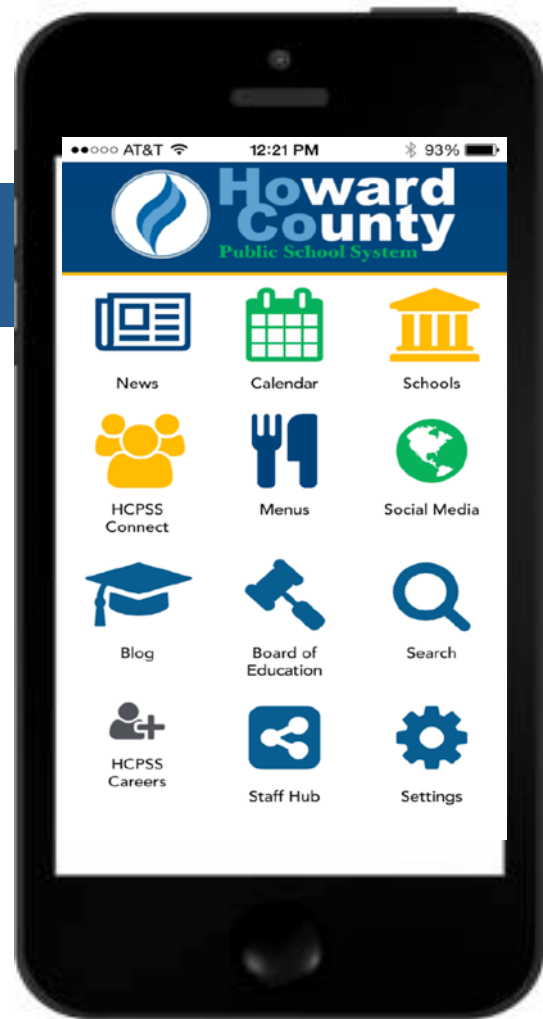 AT&T 12:21 PM 93%
Howard
County
Public School System
News Calendar Schools
HCPSS
Connect
Menus Social Media
Blog Board of
Education
Search
HCPSS
Careers
Staff Hub Settings